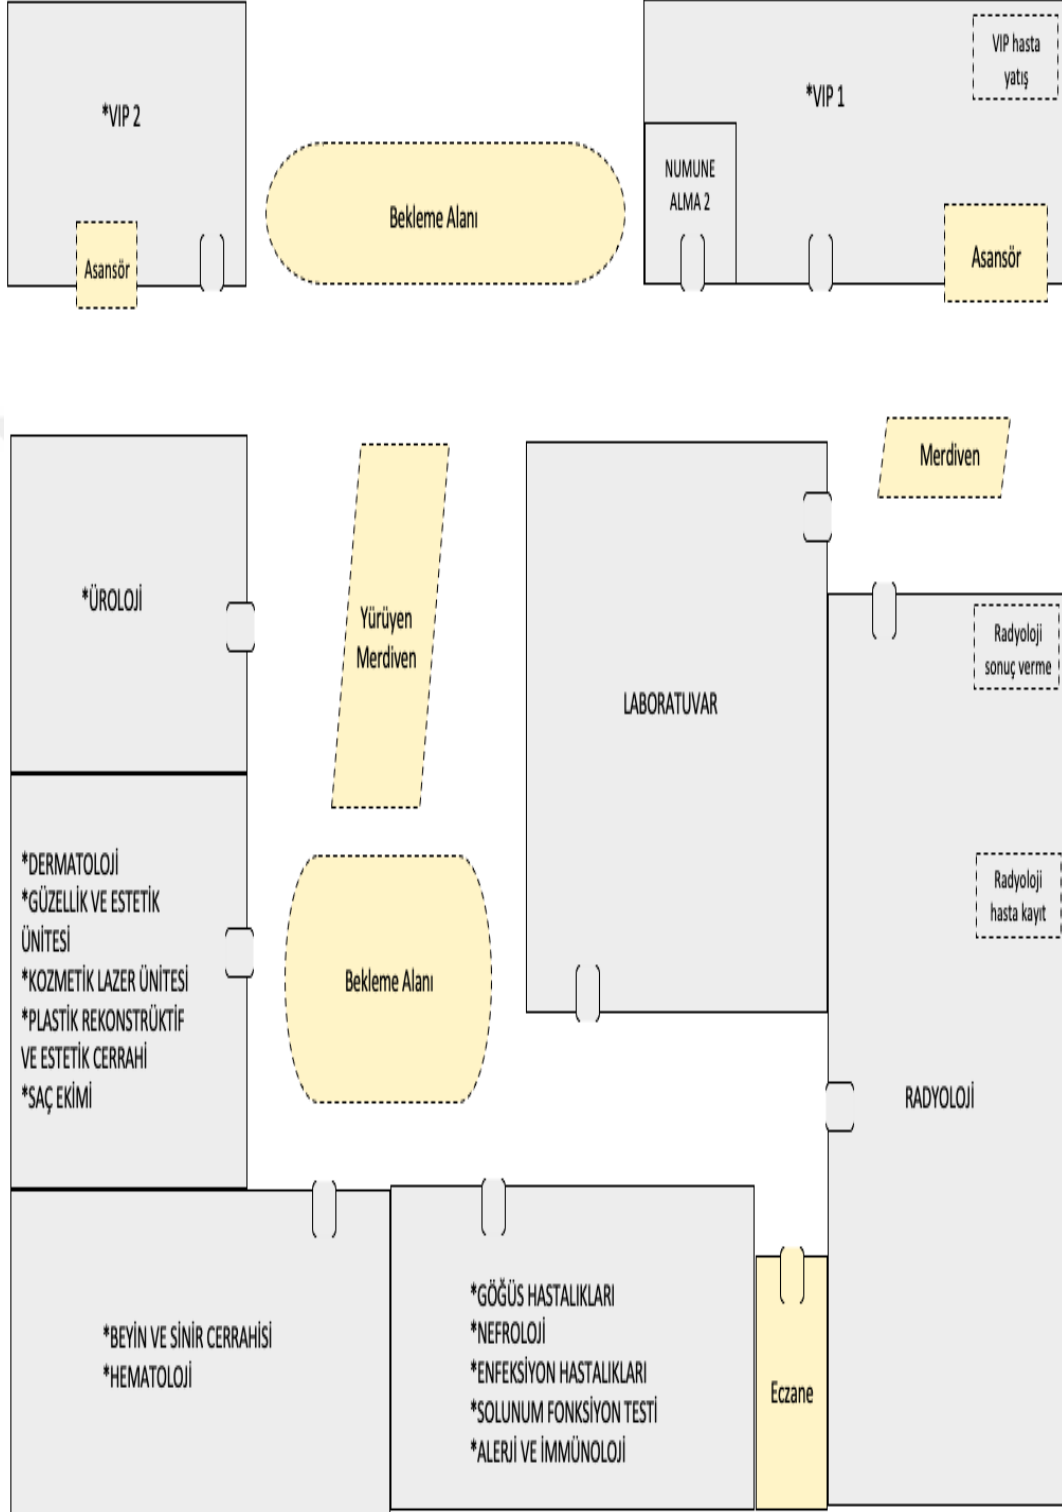 *VIP 2
Asansör
Bekleme Alanı
*VIP 1
VIP hasta
yatış
NUMUNE
ALMA 2
Asansör
*ÜROLOJİ
Yürüyen
Merdiven
LABORATUVAR
Merdiven
Radyoloji
sonuç verme
Radyoloji
hasta kayıt
*DERMATOLOJİ
*GÜZELLİK VE ESTETİK
ÜNİTESİ
*KOZMETİK LAZER ÜNİTESİ
*PLASTİK REKONSTRÜKTİF
VE ESTETİK CERRAHİ
*SAÇ EKİMİ
Bekleme Alanı
RADYOLOJİ
*BEYİN VE SİNİR CERRAHİSİ
*HEMATOLOJİ
*GÖĞÜS HASTALIKLARI
*NEFROLOJİ
*ENFEKSİYON HASTALIKLARI
*SOLUNUM FONKSİYON TESTİ
*ALERJİ VE İMMÜNOLOJİ
Eczane